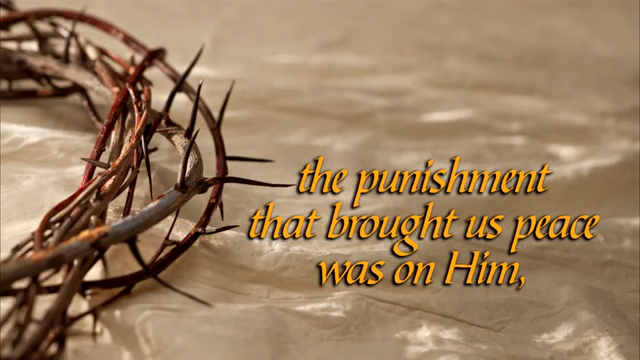 the punishment
that brought us peace
was on Him,